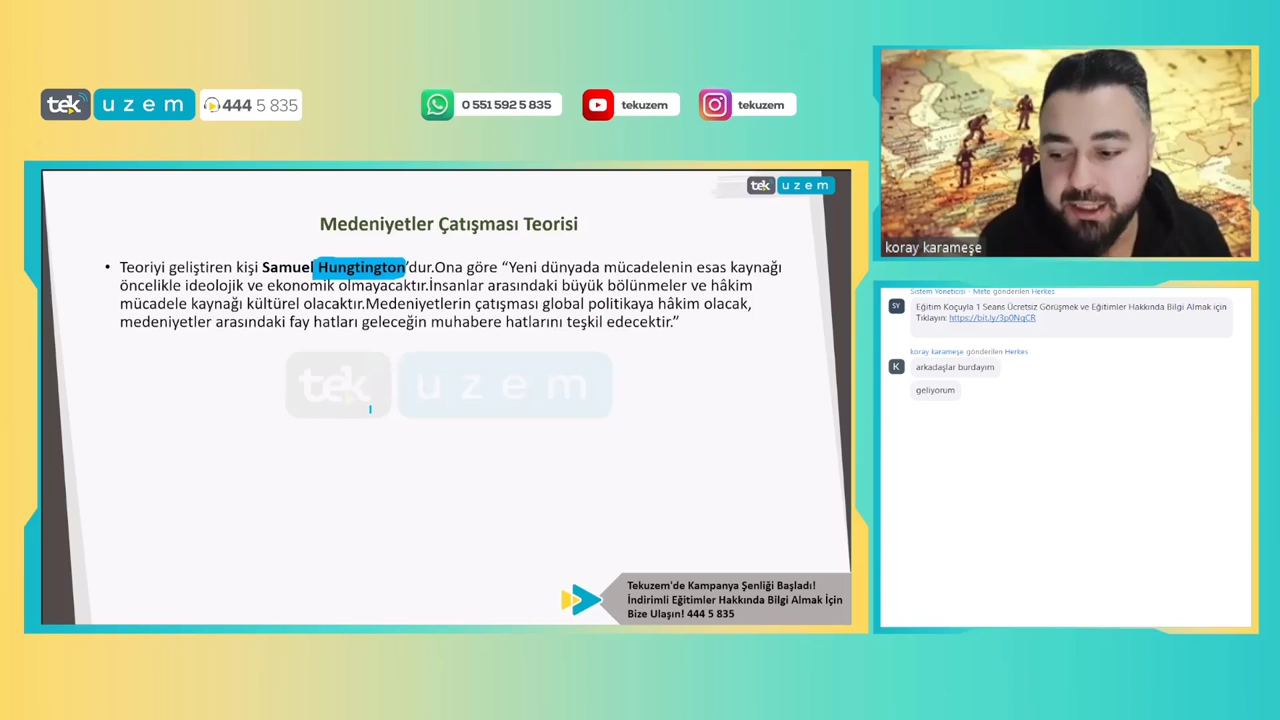 tek uzem 444 5 835
0 551 592 5 835
tekuzem
tekuzem
tek uzem
Medeniyetler Çatışması Teorisi
• Teoriyi geliştiren kişi Samuel Hungtington’dur.Ona göre “Yeni dünyada mücadelenin esas kaynağı
öncelikle ideolojik ve ekonomik olmayacaktır.İnsanlar arasındaki büyük bölünmeler ve hâkim
mücadele kaynağı kültürel olacaktır.Medeniyetlerin çatışması global politikaya hâkim olacak,
medeniyetler arasındaki fay hatları geleceğin muhabere hatlarını teşkil edecektir.”
tek uzem
Tekuzem'de Kampanya Şenliği Başladı!
İndirimli Eğitimler Hakkında Bilgi Almak İçin
Bize Ulaşın! 444 5 835
koray karameşe
Sistem Yöneticisi - Mete gönderilen Herkes
SY
Eğitim Koçuyla 1 Seans Ücretsiz Görüşmek ve Eğitimler Hakkında Bilgi Almak için
Tıklayın: https://bit.ly/3p0NqCR
koray karameşe gönderilen Herkes
K
arkadaşlar burdayım
geliyorum